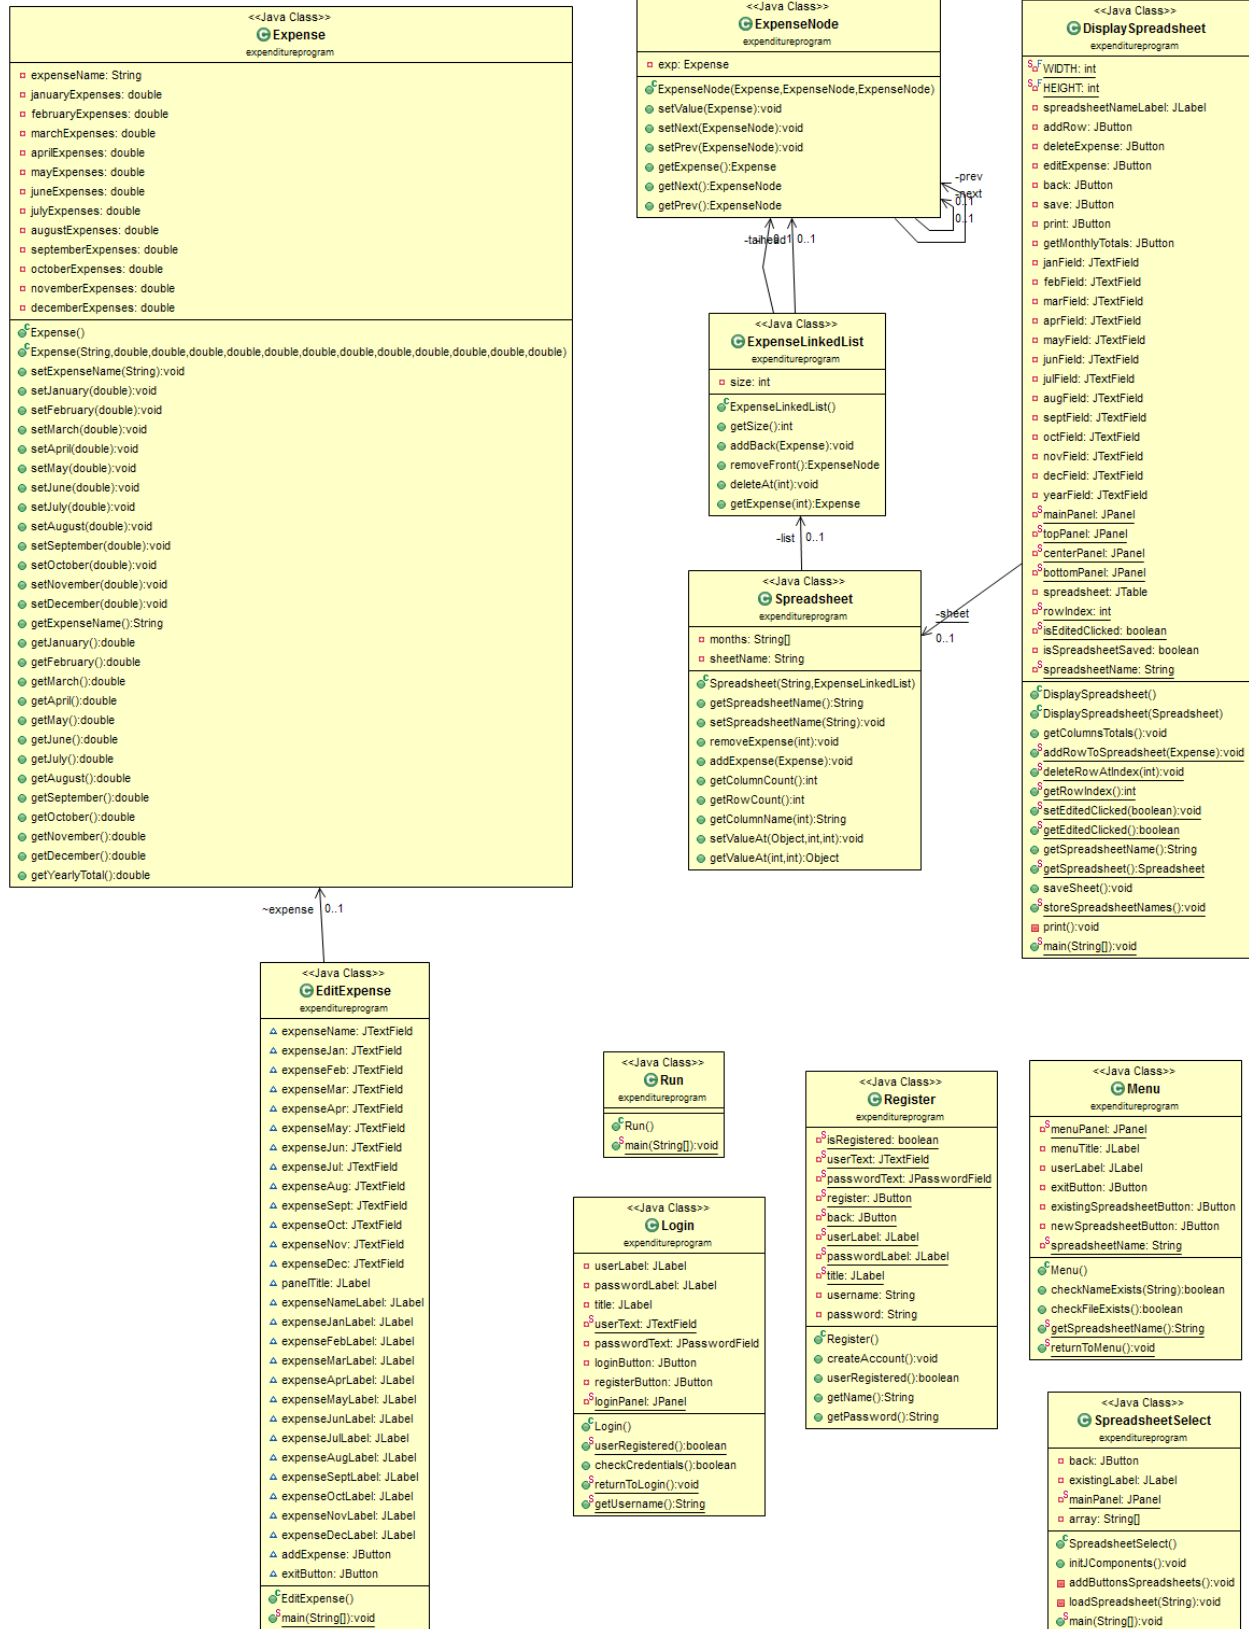 <<Java Class>>
Expense
expenditureprogram
expenseName: String
januaryExpenses: double
februaryExpenses: double
marchExpenses: double
aprilExpenses: double
mayExpenses: double
juneExpenses: double
julyExpenses: double
augustExpenses: double
septemberExpenses: double
octoberExpenses: double
novemberExpenses: double
decemberExpenses: double
Expense()
Expense(String,double,double,double,double,double,double,double,double,double,double,double,double)
setExpenseName(String):void
setJanuary(double):void
setFebruary(double):void
setMarch(double):void
setApril(double):void
setMay(double):void
setJune(double):void
setJuly(double):void
setAugust(double):void
setSeptember(double):void
setOctober(double):void
setNovember(double):void
setDecember(double):void
getExpenseName():String
getJanuary():double
getFebruary():double
getMarch():double
getApril():double
getMay():double
getJune():double
getJuly():double
getAugust():double
getSeptember():double
getOctober():double
getNovember():double
getDecember():double
getYearlyTotal():double
~expense 0..1
<<Java Class>>
EditExpense
expenditureprogram
expenseName: JTextField
expenseJan: JTextField
expenseFeb: JTextField
expenseMar: JTextField
expenseApr: JTextField
expenseMay: JTextField
expenseJun: JTextField
expenseJul: JTextField
expenseAug: JTextField
expenseSept: JTextField
expenseOct: JTextField
expenseNov: JTextField
expenseDec: JTextField
panelTitle: JLabel
expenseNameLabel: JLabel
expenseJanLabel: JLabel
expenseFebLabel: JLabel
expenseMarLabel: JLabel
expenseAprLabel: JLabel
expenseMayLabel: JLabel
expenseJunLabel: JLabel
expenseJulLabel: JLabel
expenseAugLabel: JLabel
expenseSeptLabel: JLabel
expenseOctLabel: JLabel
expenseNovLabel: JLabel
expenseDecLabel: JLabel
addExpense: JButton
exitButton: JButton
EditExpense()
main(String[]):void
<<Java Class>>
ExpenseNode
expenditureprogram
exp: Expense
ExpenseNode(Expense,ExpenseNode,ExpenseNode)
setValue(Expense):void
setNext(ExpenseNode):void
setPrev(ExpenseNode):void
getExpense():Expense
getNext():ExpenseNode
getPrev():ExpenseNode
-prev
-next
0..1
0..1
-tail
-head
0..1
0..1
<<Java Class>>
ExpenseLinkedList
expenditureprogram
size: int
ExpenseLinkedList()
getSize():int
addBack(Expense):void
removeFront():ExpenseNode
deleteAt(int):void
getExpense(int):Expense
-list 0..1
<<Java Class>>
Spreadsheet
expenditureprogram
months: String[]
sheetName: String
Spreadsheet(String,ExpenseLinkedList)
getSpreadsheetName():String
setSpreadsheetName(String):void
removeExpense(int):void
addExpense(Expense):void
getColumnCount():int
getRowCount():int
getColumnName(int):String
setValueAt(Object,int,int):void
getValueAt(int,int):Object
-sheet
0..1
<<Java Class>>
DisplaySpreadsheet
expenditureprogram
WIDTH: int
HEIGHT: int
spreadsheetNameLabel: JLabel
addRow: JButton
deleteExpense: JButton
editExpense: JButton
back: JButton
save: JButton
print: JButton
getMonthlyTotals: JButton
janField: JTextField
febField: JTextField
marField: JTextField
aprField: JTextField
mayField: JTextField
junField: JTextField
julField: JTextField
augField: JTextField
septField: JTextField
octField: JTextField
novField: JTextField
decField: JTextField
yearField: JTextField
mainPanel: JPanel
topPanel: JPanel
centerPanel: JPanel
bottomPanel: JPanel
spreadsheet: JTable
rowIndex: int
isEditedClicked: boolean
isSpreadsheetSaved: boolean
spreadsheetName: String
DisplaySpreadsheet()
DisplaySpreadsheet(Spreadsheet)
getColumnsTotals():void
addRowToSpreadsheet(Expense):void
deleteRowAtIndex(int):void
getRowIndex():int
setEditedClicked(boolean):void
getEditedClicked():boolean
getSpreadsheetName():String
getSpreadsheet():Spreadsheet
saveSheet():void
storeSpreadsheetNames():void
print():void
main(String[]):void
<<Java Class>>
Run
expenditureprogram
Run()
main(String[]):void
<<Java Class>>
Login
expenditureprogram
userLabel: JLabel
passwordLabel: JLabel
title: JLabel
userText: JTextField
passwordText: JPasswordField
loginButton: JButton
registerButton: JButton
loginPanel: JPanel
Login()
userRegistered():boolean
checkCredentials():boolean
returnToLogin():void
getUsername():String
<<Java Class>>
Register
expenditureprogram
isRegistered: boolean
userText: JTextField
passwordText: JPasswordField
register: JButton
back: JButton
userLabel: JLabel
passwordLabel: JLabel
title: JLabel
username: String
password: String
Register()
createAccount():void
userRegistered():boolean
getName():String
getPassword():String
<<Java Class>>
Menu
expenditureprogram
menuPanel: JPanel
menuTitle: JLabel
userLabel: JLabel
exitButton: JButton
existingSpreadsheetButton: JButton
newSpreadsheetButton: JButton
spreadsheetName: String
Menu()
checkNameExists(String):boolean
checkFileExists():boolean
getSpreadsheetName():String
returnToMenu():void
<<Java Class>>
SpreadsheetSelect
expenditureprogram
back: JButton
existingLabel: JLabel
mainPanel: JPanel
array: String[]
SpreadsheetSelect()
initJComponents():void
addButtonsSpreadsheets():void
loadSpreadsheet(String):void
main(String[]):void